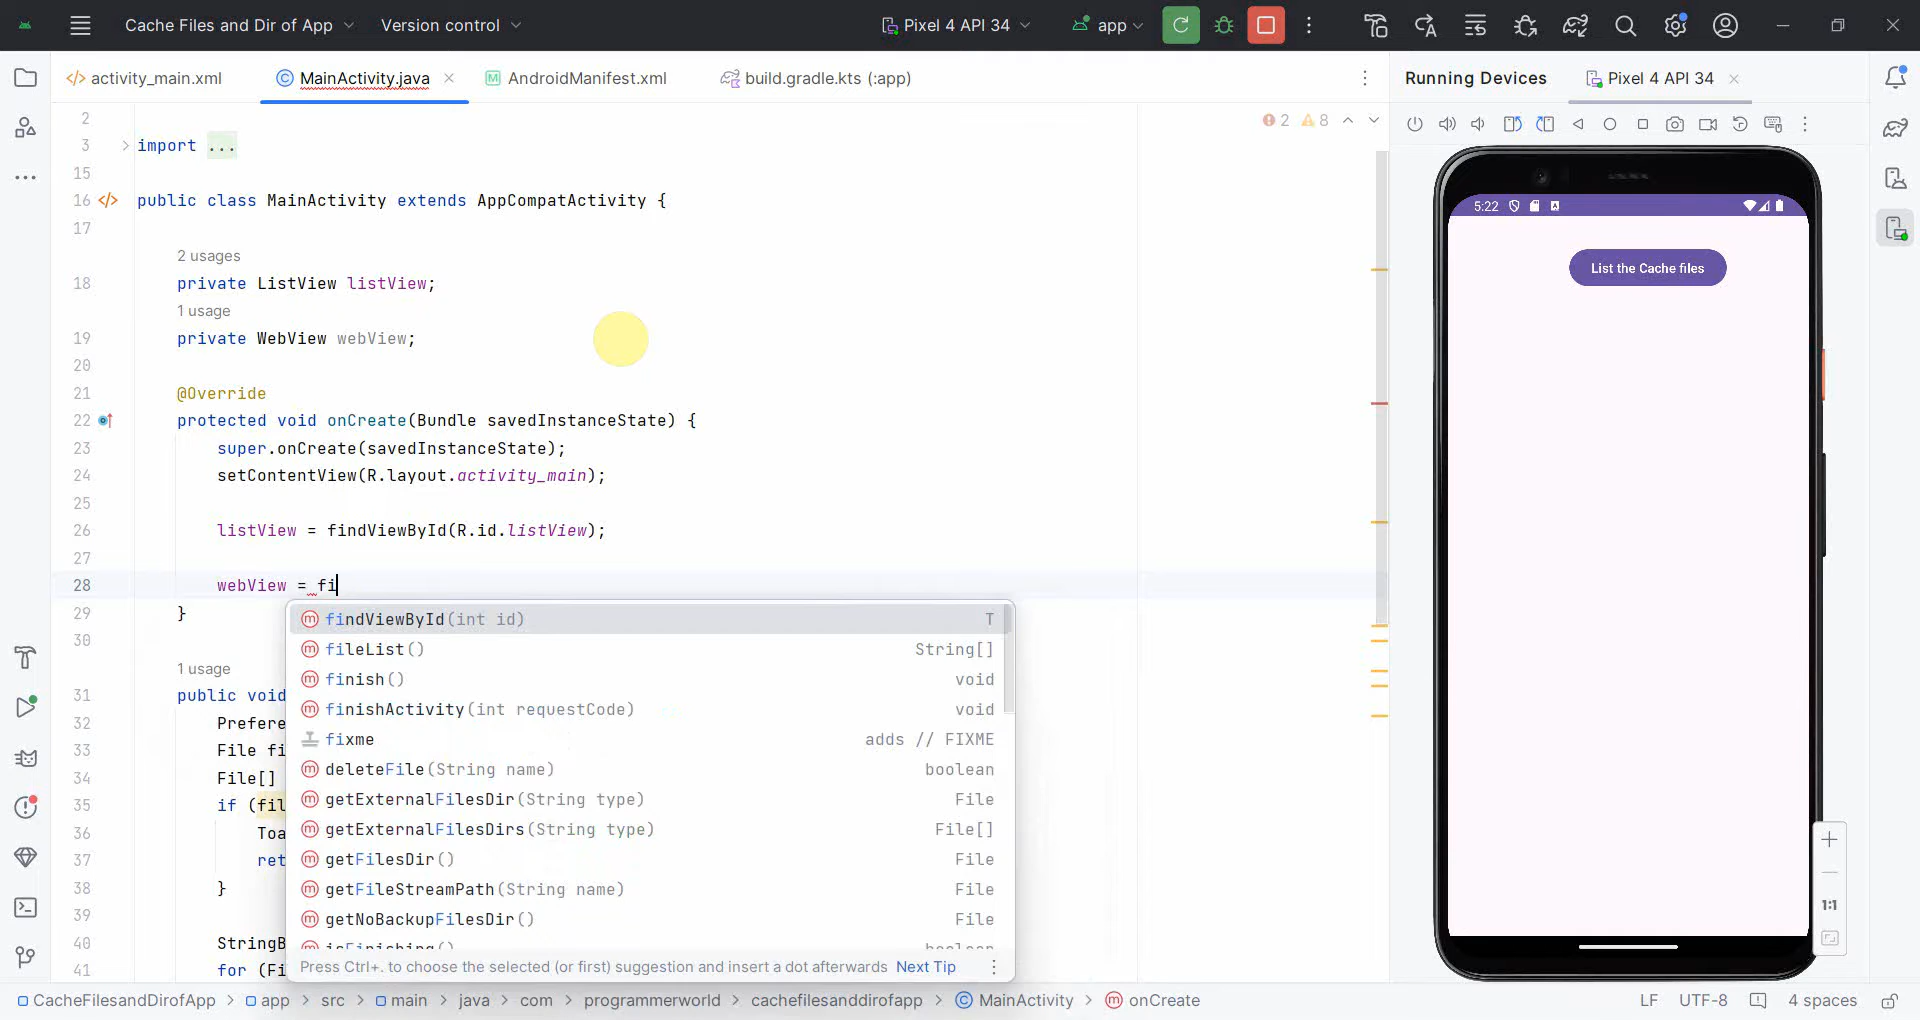 Cache Files and Dir of App Version control Pixel 4 API 34 app
activity_main.xml MainActivity.java AndroidManifest.xml build.gradle.kts (:app) Running Devices Pixel 4 API 34
2
3 import ...
2 8
15
16 public class MainActivity extends AppCompatActivity {
17
2 usages
18 private ListView listView;
1 usage
19 private WebView webView;
20
21 @Override
22 protected void onCreate(Bundle savedInstanceState) {
23 super.onCreate(savedInstanceState);
24 setContentView(R.layout.activity_main);
25
26 listView = findViewById(R.id.listView);
27
28 webView = fi
29 }
30
1 usage
31 public void
32 Prefere
33 File fi
34 File[]
35 if (fil
36 Toa
37 ret
38 }
39
40 StringB
41 for (Fi
findViewById(int id) T
fileList() String[]
finish() void
finishActivity(int requestCode) void
fixme adds // FIXME
deleteFile(String name) boolean
getExternalFilesDir(String type) File
getExternalFilesDirs(String type) File[]
getFilesDir() File
getFileStreamPath(String name) File
getNoBackupFilesDir() File
isFinishing() boolean
Press Ctrl+. to choose the selected (or first) suggestion and insert a dot afterwards Next Tip
5:22
List the Cache files
1:1
CacheFilesandDirofApp > app > src > main > java > com > programmerworld > cachefilesanddirofapp > MainActivity > onCreate LF UTF-8 4 spaces